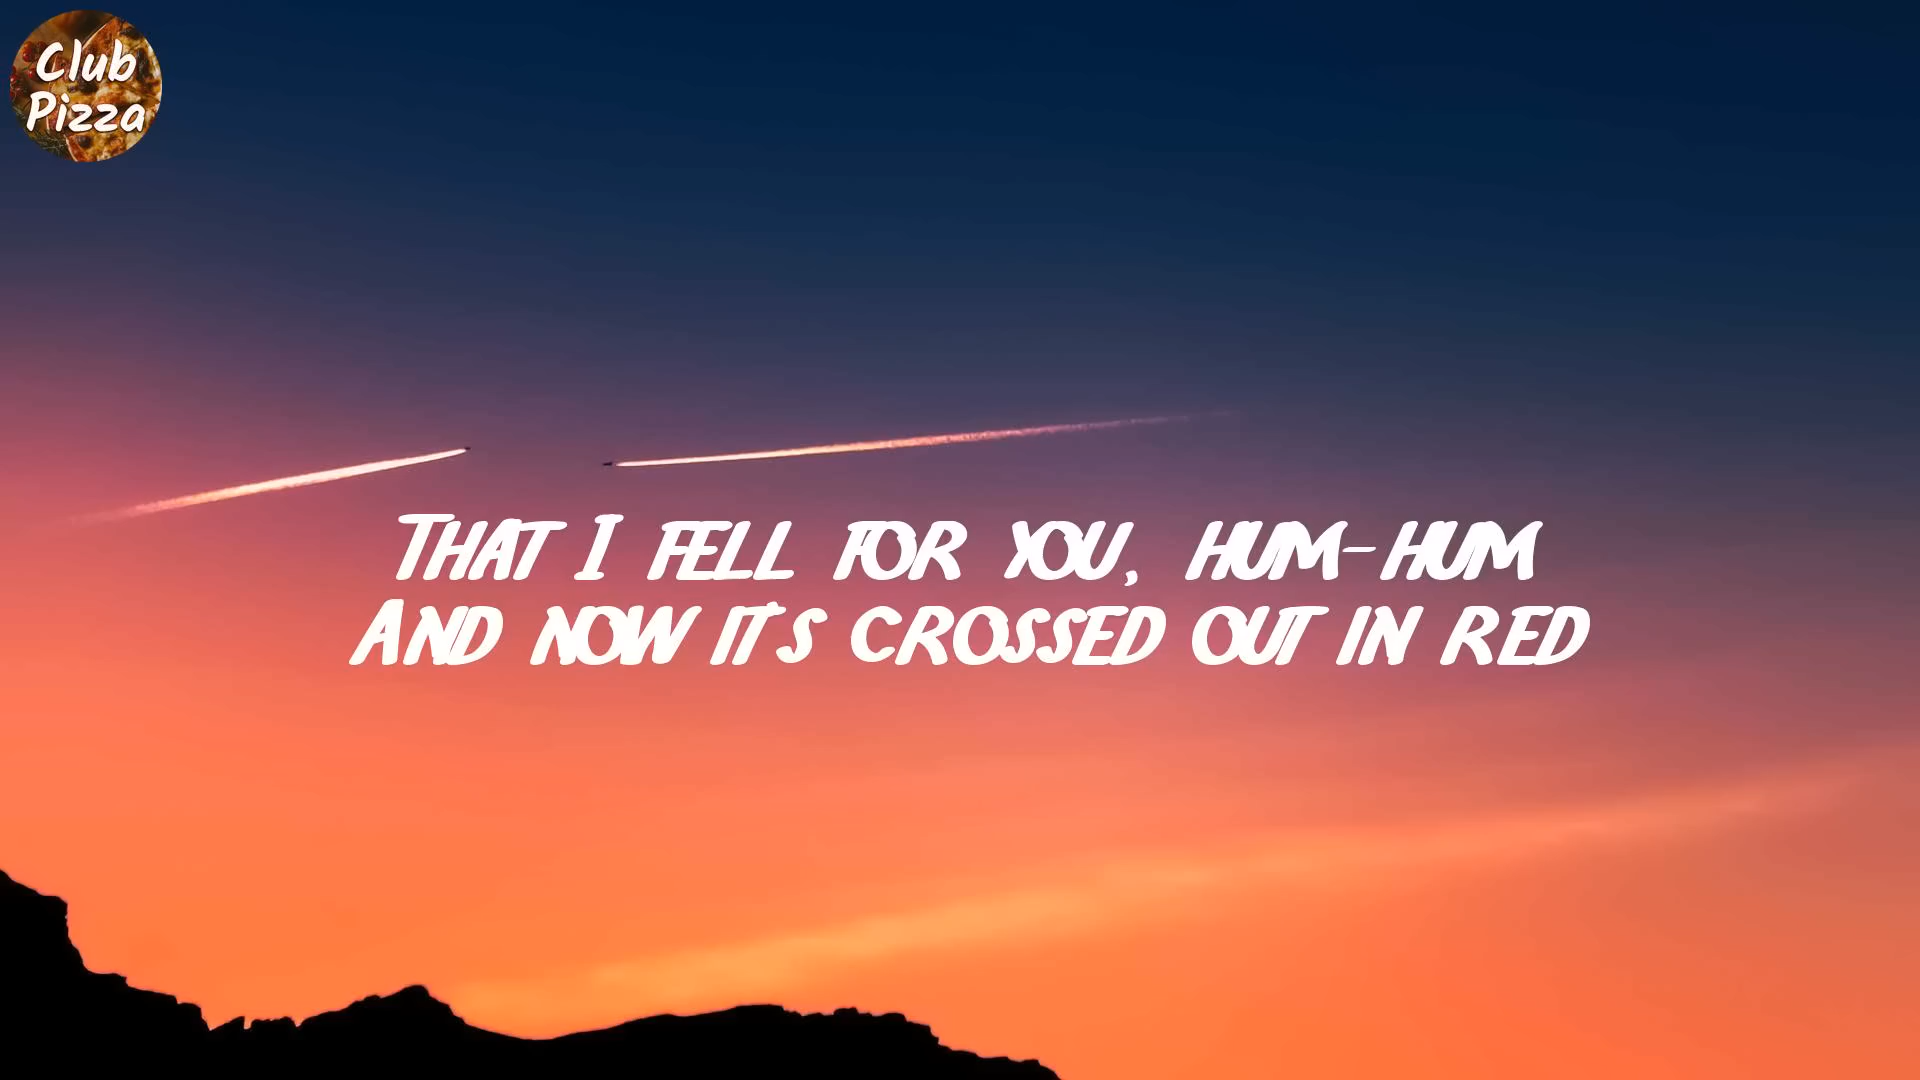 Club
Pizza
THAT I FELL FOR YOU, HUM-HUM
AND NOW IT'S CROSSED OUT IN RED